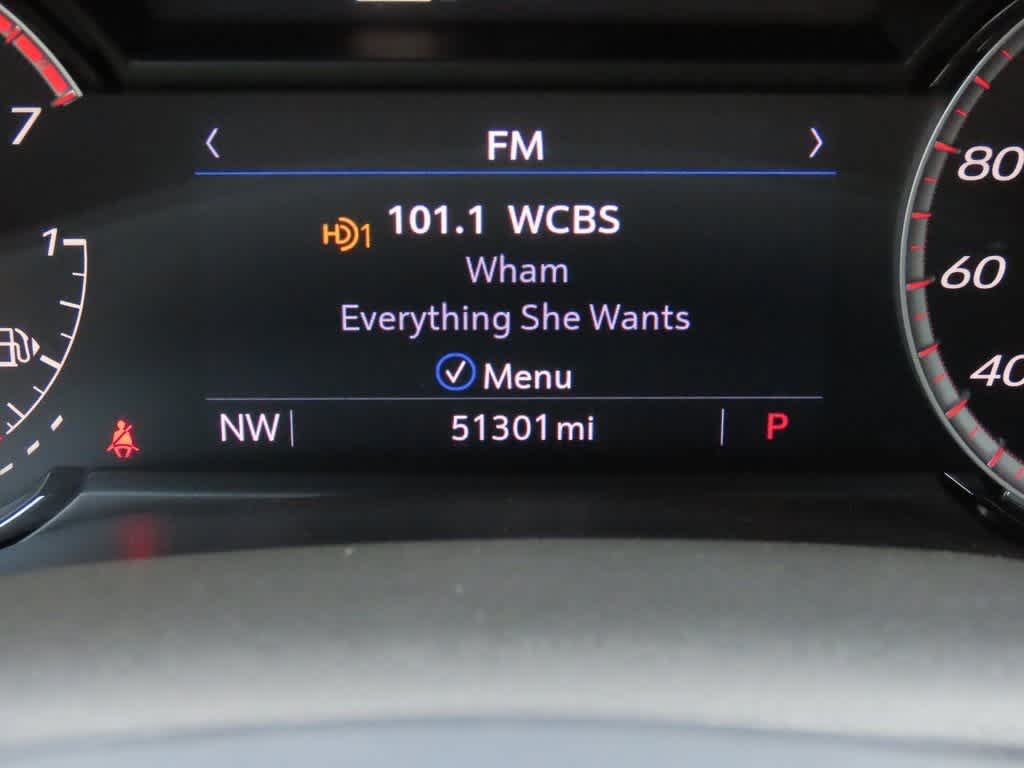 FM
7
80
HD1 101.1 WCBS
Wham
1
60
Everything She Wants
Menu
40
NW
51301 mi
P